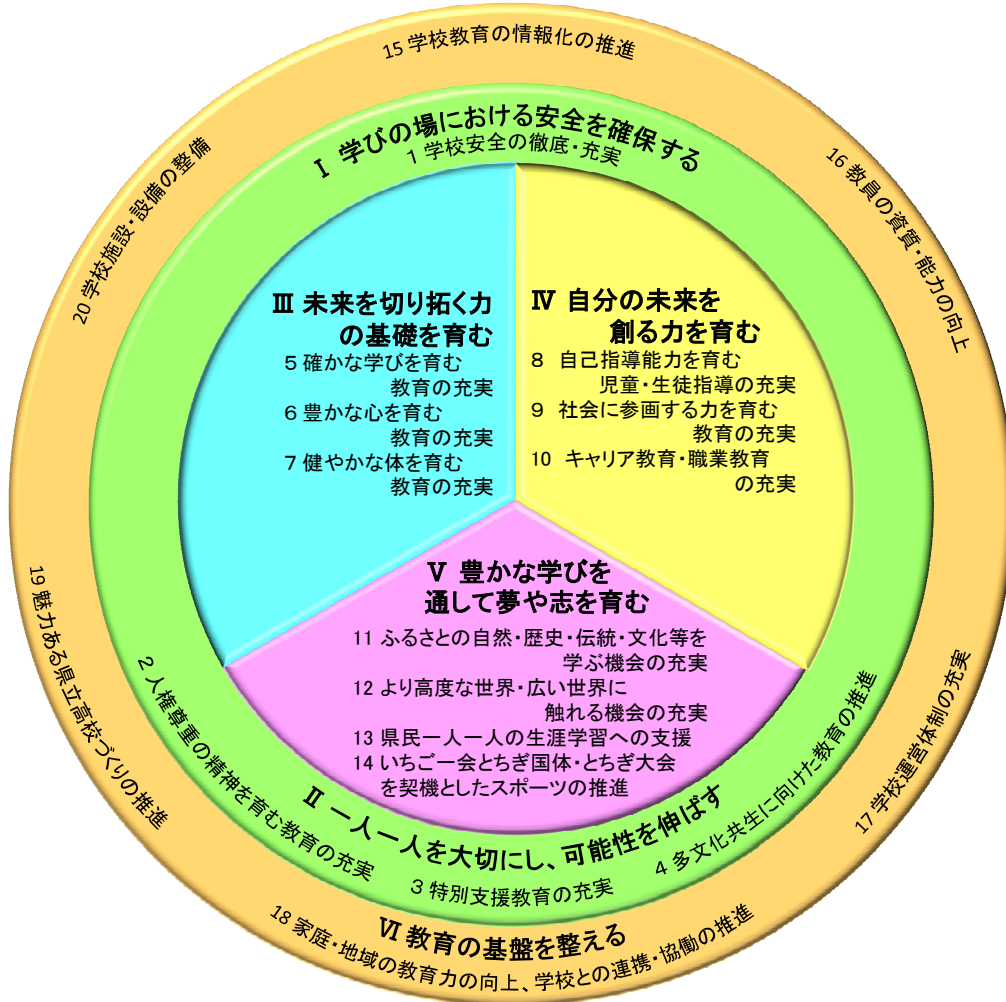 15 学校教育の情報化の推進
Ⅰ 学びの場における安全を確保する
1 学校安全の徹底・充実
20 学校施設・設備の整備
16 教員の資質・能力の向上
Ⅲ 未来を切り拓く力
の基礎を育む
5 確かな学びを育む
教育の充実
6 豊かな心を育む
教育の充実
7 健やかな体を育む
教育の充実
Ⅳ 自分の未来を
創る力を育む
8 自己指導能力を育む
児童・生徒指導の充実
9 社会に参画する力を育む
教育の充実
10 キャリア教育・職業教育
の充実
Ⅴ 豊かな学びを
通して夢や志を育む
11 ふるさとの自然・歴史・伝統・文化等を
学ぶ機会の充実
12 より高度な世界・広い世界に
触れる機会の充実
13 県民一人一人の生涯学習への支援
14 いちご一会とちぎ国体・とちぎ大会
を契機としたスポーツの推進
Ⅱ 一人一人を大切にし、可能性を伸ばす
2 人権尊重の精神を育む教育の充実
3 特別支援教育の充実
4 多文化共生に向けた教育の推進
19 魅力ある県立高校づくりの推進
17 学校運営体制の充実
Ⅵ 教育の基盤を整える
18 家庭・地域の教育力の向上、学校との連携・協働の推進